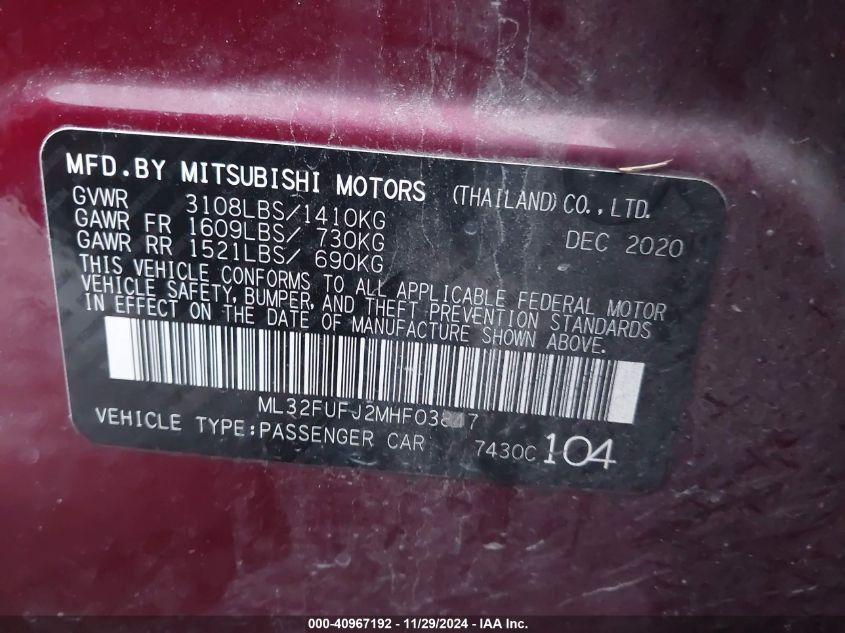 MFD.BY MITSUBISHI MOTORS (THAILAND) CO., LTD.
GVWR 3108LBS/1410KG
GAWR FR 1609LBS/ 730KG DEC 2020
GAWR RR 1521LBS/ 690KG
THIS VEHICLE CONFORMS TO ALL APPLICABLE FEDERAL MOTOR
VEHICLE SAFETY, BUMPER, AND THEFT PREVENTION STANDARDS
IN EFFECT ON THE DATE OF MANUFACTURE SHOWN ABOVE.
VEHICLE TYPE:PASSENGER CAR 7430C 104
000-40967192 - 11/29/2024 - IAA Inc.